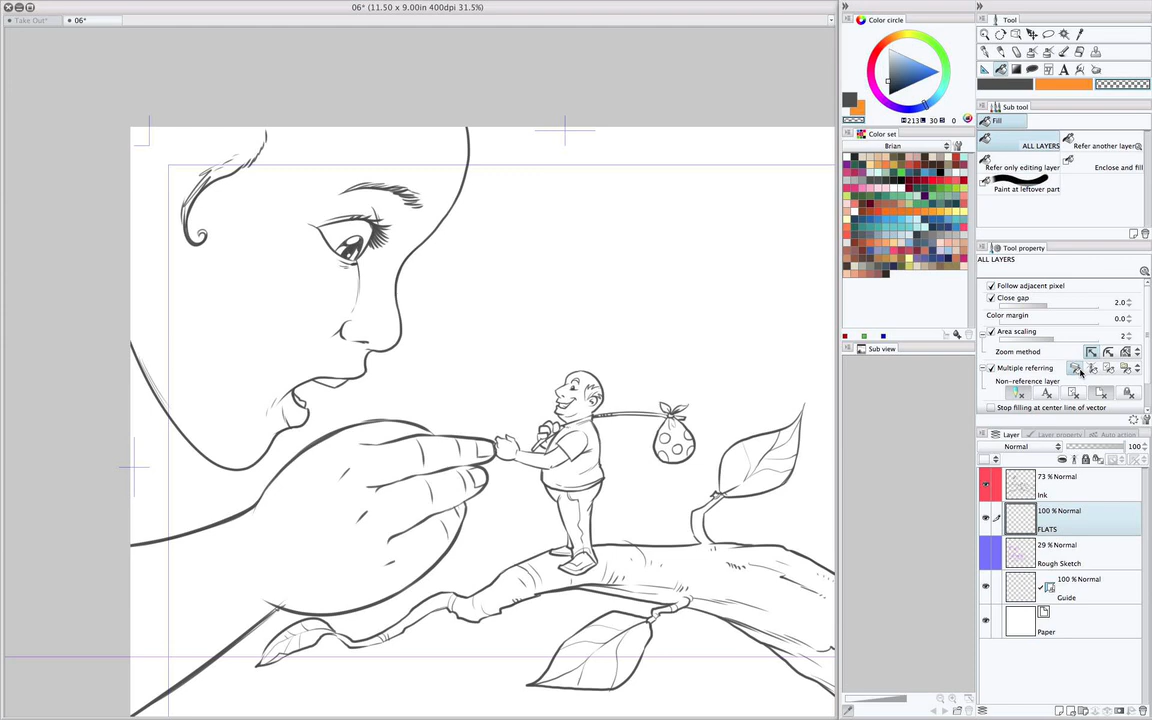 06* (11.50 x 9.00in 400dpi 31.5%)
Take Out*
06*
Color circle
H 213 L 30 S 0
Color set
Brian
Sub view
Tool
Sub tool
Fill
ALL LAYERS
Refer another layer
Refer only editing layer
Enclose and fill
Paint at leftover part
Tool property
ALL LAYERS
Follow adjacent pixel
Close gap 2.0
Color margin 0.0
Area scaling 2
Zoom method
Multiple referring
Non-reference layer
Stop filling at center line of vector
Layer
Layer property
Auto action
Normal 100
73 % Normal
Ink
100 % Normal
FLATS
29 % Normal
Rough Sketch
100 % Normal
Guide
Paper